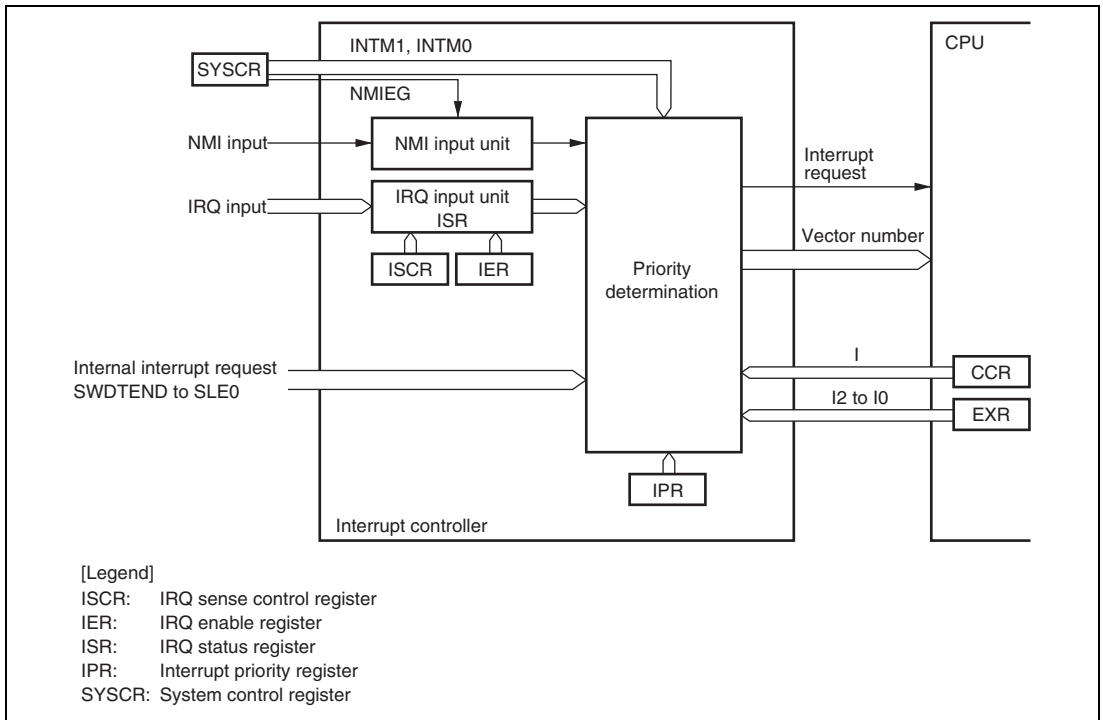 INTM1, INTM0
CPU
SYSCR
NMIEG
NMI input
NMI input unit
Interrupt
request
IRQ input
IRQ input unit
ISR
Vector number
ISCR
IER
Priority
determination
Internal interrupt request
SWDTEND to SLE0
I
CCR
I2 to I0
EXR
IPR
Interrupt controller
[Legend]
ISCR: IRQ sense control register
IER: IRQ enable register
ISR: IRQ status register
IPR: Interrupt priority register
SYSCR: System control register